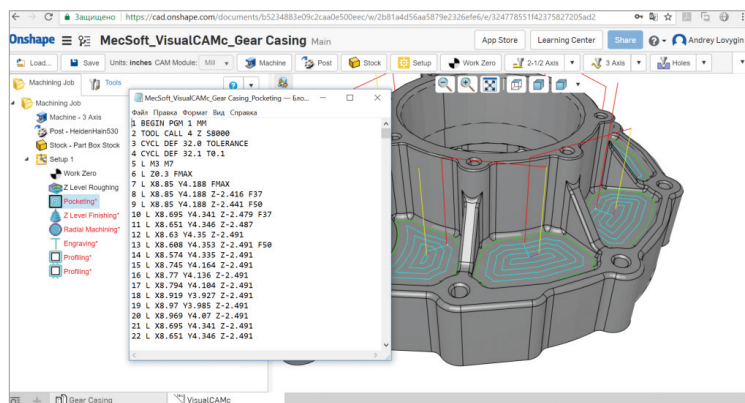 Защищено https://cad.onshape.com/documents/b5234883e09c2caa0e500eec/w/2b81a4d56aa5879e2326efe6/e/324778551f42375827205ad2
Onshape MecSoft_VisualCAMc_Gear Casing Main App Store Learning Center Share Andrey Lovygin
Load... Save Units: inches CAM Module: Mill Machine Post Stock Setup Work Zero 2-1/2 Axis 3 Axis Holes
Machining Job Tools
Machining Job
Machine - 3 Axis
Post - HeidenHain530
Stock - Part Box Stock
Setup 1
Work Zero
Z Level Roughing
Pocketing*
Z Level Finishing*
Radial Machining*
Engraving*
Profiling*
Profiling*
MecSoft_VisualCAMc_Gear Casing_Pocketing — Бло...
Файл Правка Формат Вид Справка
1 BEGIN PGM 1 MM
2 TOOL CALL 4 Z S8000
3 CYCL DEF 32.0 TOLERANCE
4 CYCL DEF 32.1 T0.1
5 L M3 M7
6 L Z0.3 FMAX
7 L X8.85 Y4.188 FMAX
8 L X8.85 Y4.188 Z-2.416 F37
9 L X8.85 Y4.188 Z-2.441 F50
10 L X8.695 Y4.341 Z-2.479 F37
11 L X8.651 Y4.346 Z-2.487
12 L X8.63 Y4.35 Z-2.491
13 L X8.608 Y4.353 Z-2.491 F50
14 L X8.574 Y4.335 Z-2.491
15 L X8.745 Y4.164 Z-2.491
16 L X8.77 Y4.136 Z-2.491
17 L X8.794 Y4.104 Z-2.491
18 L X8.919 Y3.927 Z-2.491
19 L X8.97 Y3.985 Z-2.491
20 L X8.969 Y4.07 Z-2.491
21 L X8.695 Y4.341 Z-2.491
22 L X8.651 Y4.346 Z-2.491
Gear Casing VisualCAMc